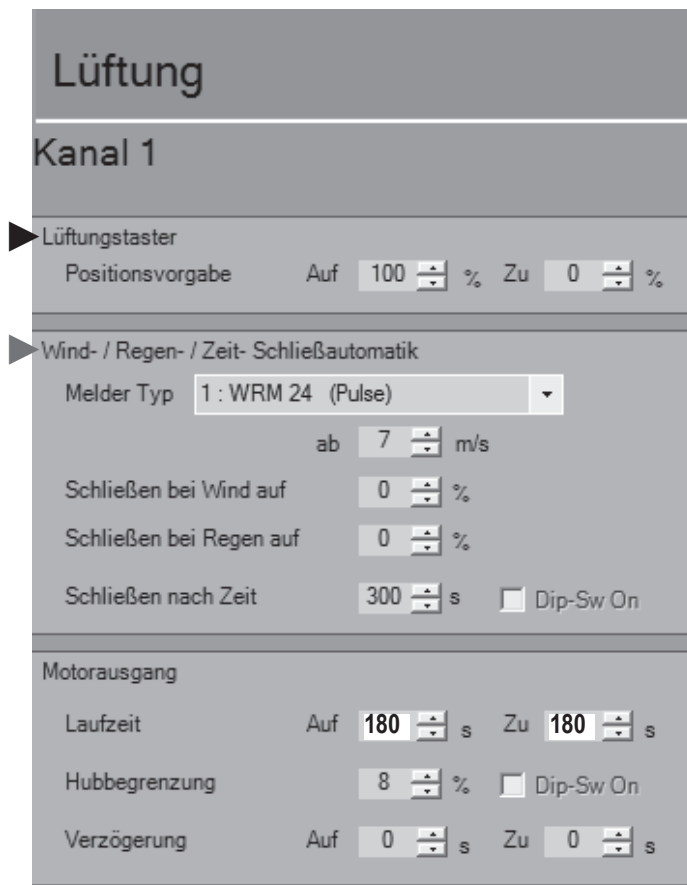 Lüftung
Kanal 1
Lüftungstaster
Positionsvorgabe Auf 100 % Zu 0 %
Wind- / Regen- / Zeit- Schließautomatik
Melder Typ 1 : WRM 24 (Pulse)
ab 7 m/s
Schließen bei Wind auf 0 %
Schließen bei Regen auf 0 %
Schließen nach Zeit 300 s Dip-Sw On
Motorausgang
Laufzeit Auf 180 s Zu 180 s
Hubbegrenzung 8 % Dip-Sw On
Verzögerung Auf 0 s Zu 0 s